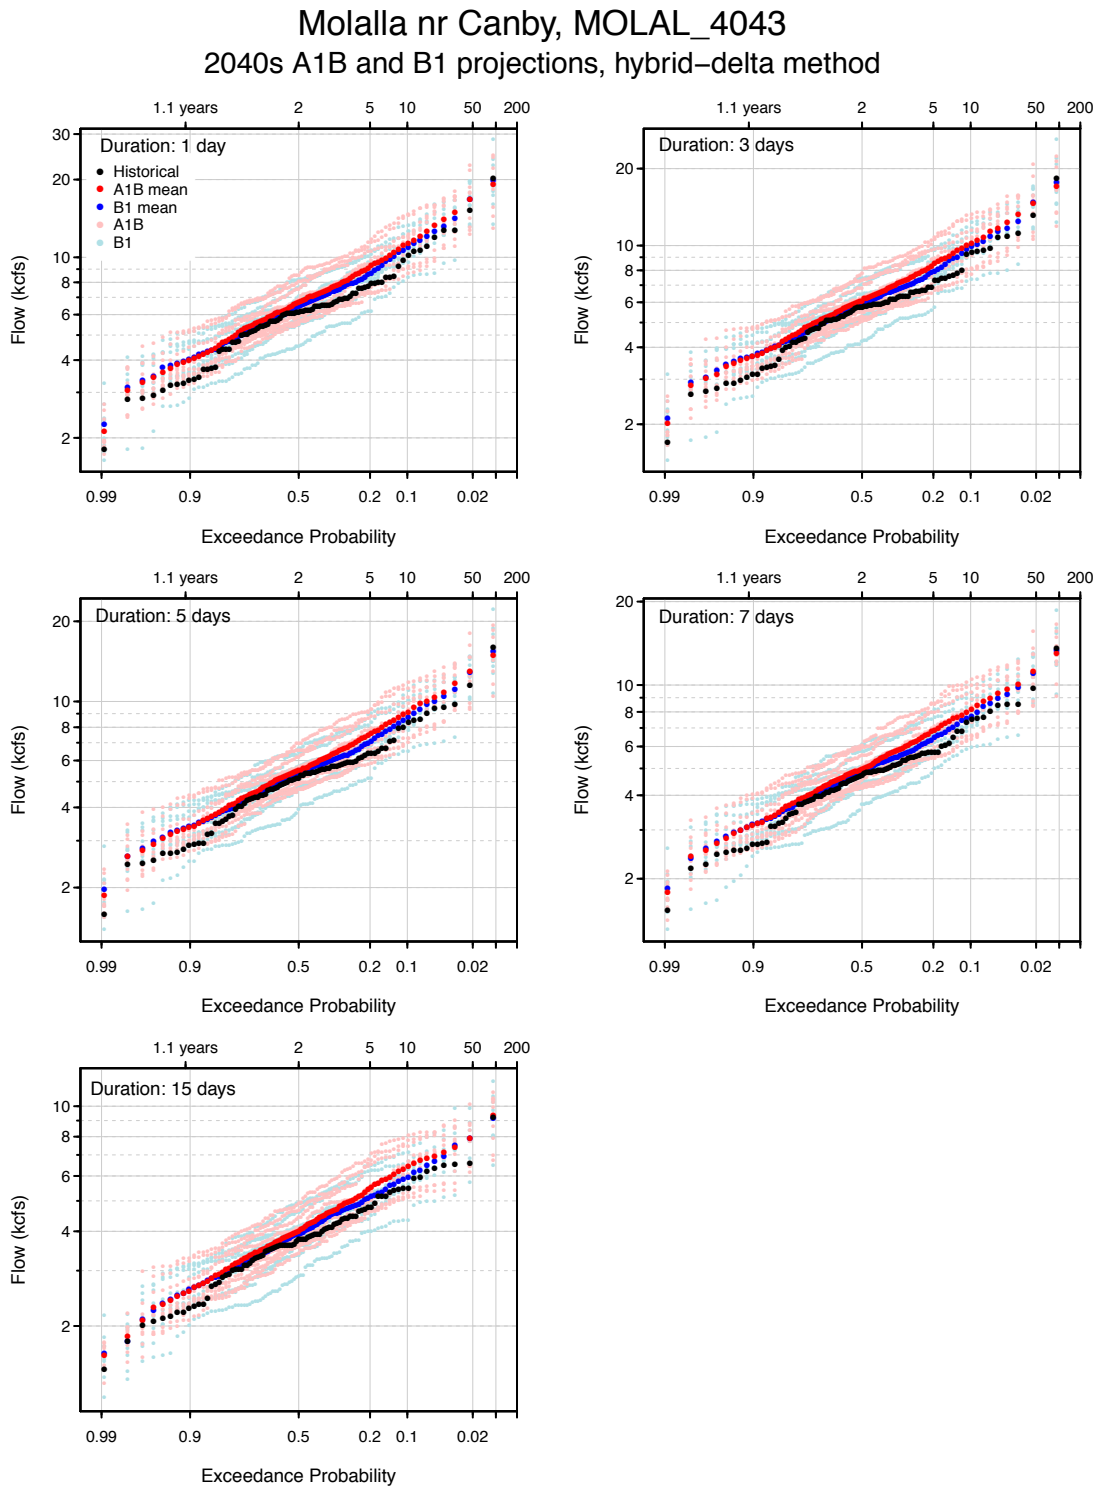 Molalla nr Canby, MOLAL_4043
2040s A1B and B1 projections, hybrid−delta method
1.1 years 2 5 10 50 200
Duration: 1 day
Historical
A1B mean
B1 mean
A1B
B1
30
20
10
8
6
4
2
Flow (kcfs)
0.99 0.9 0.5 0.2 0.1 0.02
Exceedance Probability
1.1 years 2 5 10 50 200
Duration: 3 days
20
10
8
6
4
2
Flow (kcfs)
0.99 0.9 0.5 0.2 0.1 0.02
Exceedance Probability
1.1 years 2 5 10 50 200
Duration: 5 days
20
10
8
6
4
2
Flow (kcfs)
0.99 0.9 0.5 0.2 0.1 0.02
Exceedance Probability
1.1 years 2 5 10 50 200
Duration: 7 days
20
10
8
6
4
2
Flow (kcfs)
0.99 0.9 0.5 0.2 0.1 0.02
Exceedance Probability
1.1 years 2 5 10 50 200
Duration: 15 days
10
8
6
4
2
Flow (kcfs)
0.99 0.9 0.5 0.2 0.1 0.02
Exceedance Probability